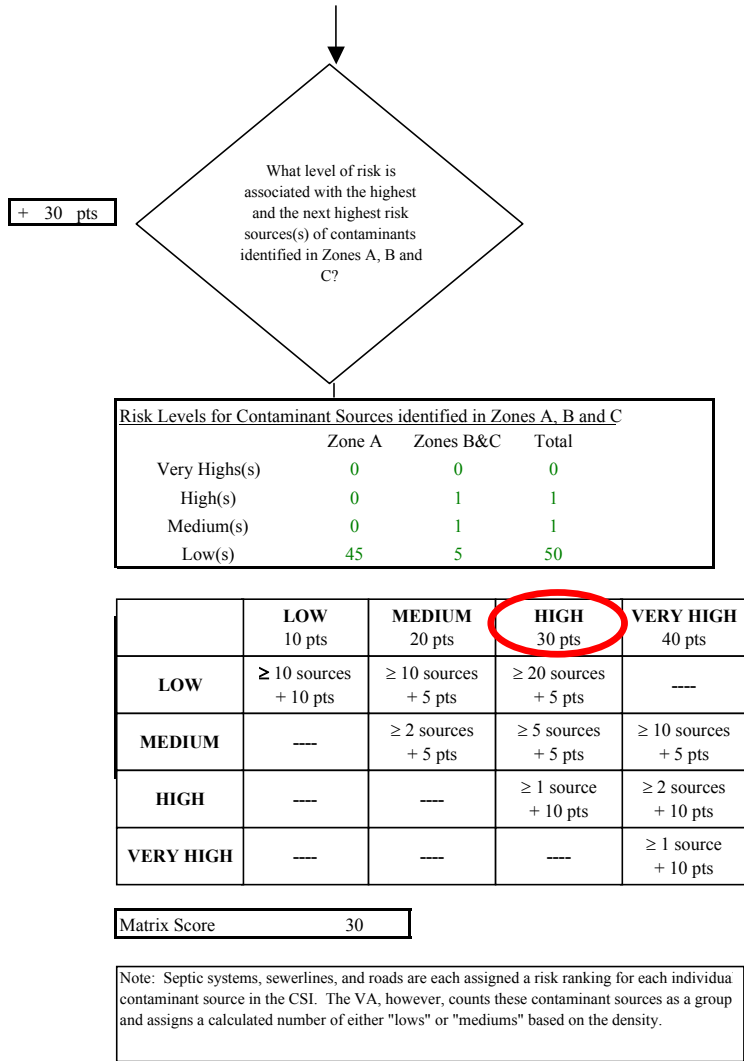 What level of risk is
associated with the highest
and the next highest risk
sources(s) of contaminants
identified in Zones A, B and
C?
+ 30 pts
Risk Levels for Contaminant Sources identified in Zones A, B and C
Zone A Zones B&C Total
Very Highs(s) 0 0 0
High(s) 0 1 1
Medium(s) 0 1 1
Low(s) 45 5 50
LOW MEDIUM HIGH VERY HIGH
10 pts 20 pts 30 pts 40 pts
LOW ≥ 10 sources ≥ 10 sources ≥ 20 sources ----
+ 10 pts + 5 pts + 5 pts
MEDIUM ---- ≥ 2 sources ≥ 5 sources ≥ 10 sources
+ 5 pts + 5 pts + 5 pts
HIGH ---- ---- ≥ 1 source ≥ 2 sources
+ 10 pts + 10 pts
VERY HIGH ---- ---- ---- ≥ 1 source
+ 10 pts
Matrix Score 30
Note: Septic systems, sewerlines, and roads are each assigned a risk ranking for each individua
contaminant source in the CSI. The VA, however, counts these contaminant sources as a group
and assigns a calculated number of either "lows" or "mediums" based on the density.